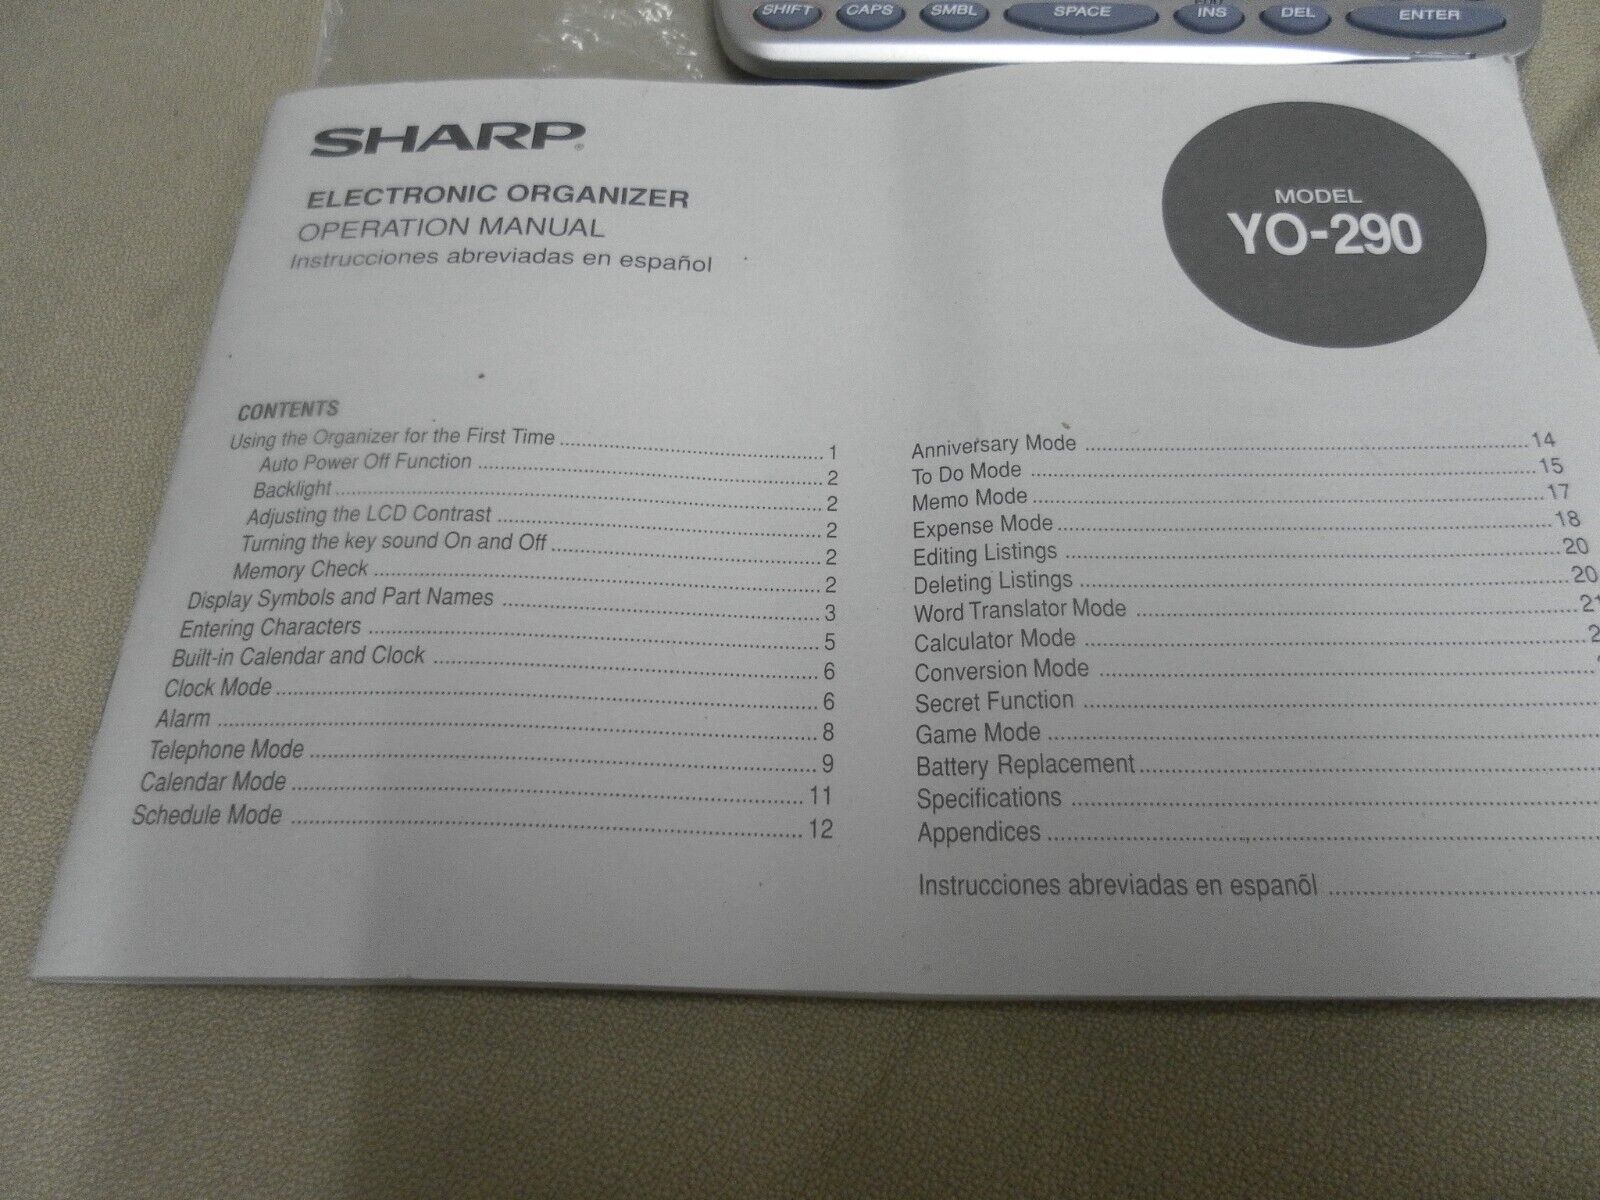 SHIFT CAPS SMBL SPACE INS DEL ENTER
SHARP®
ELECTRONIC ORGANIZER
OPERATION MANUAL
Instrucciones abreviadas en español
MODEL
YO-290
CONTENTS
Using the Organizer for the First Time ... 1
Auto Power Off Function ... 2
Backlight ... 2
Adjusting the LCD Contrast ... 2
Turning the key sound On and Off ... 2
Memory Check ... 2
Display Symbols and Part Names ... 3
Entering Characters ... 5
Built-in Calendar and Clock ... 6
Clock Mode ... 6
Alarm ... 8
Telephone Mode ... 9
Calendar Mode ... 11
Schedule Mode ... 12
Anniversary Mode ... 14
To Do Mode ... 15
Memo Mode ... 17
Expense Mode ... 18
Editing Listings ... 20
Deleting Listings ... 20
Word Translator Mode ... 21
Calculator Mode ... 2
Conversion Mode ...
Secret Function ...
Game Mode ...
Battery Replacement ...
Specifications ...
Appendices ...
Instrucciones abreviadas en españõl ...